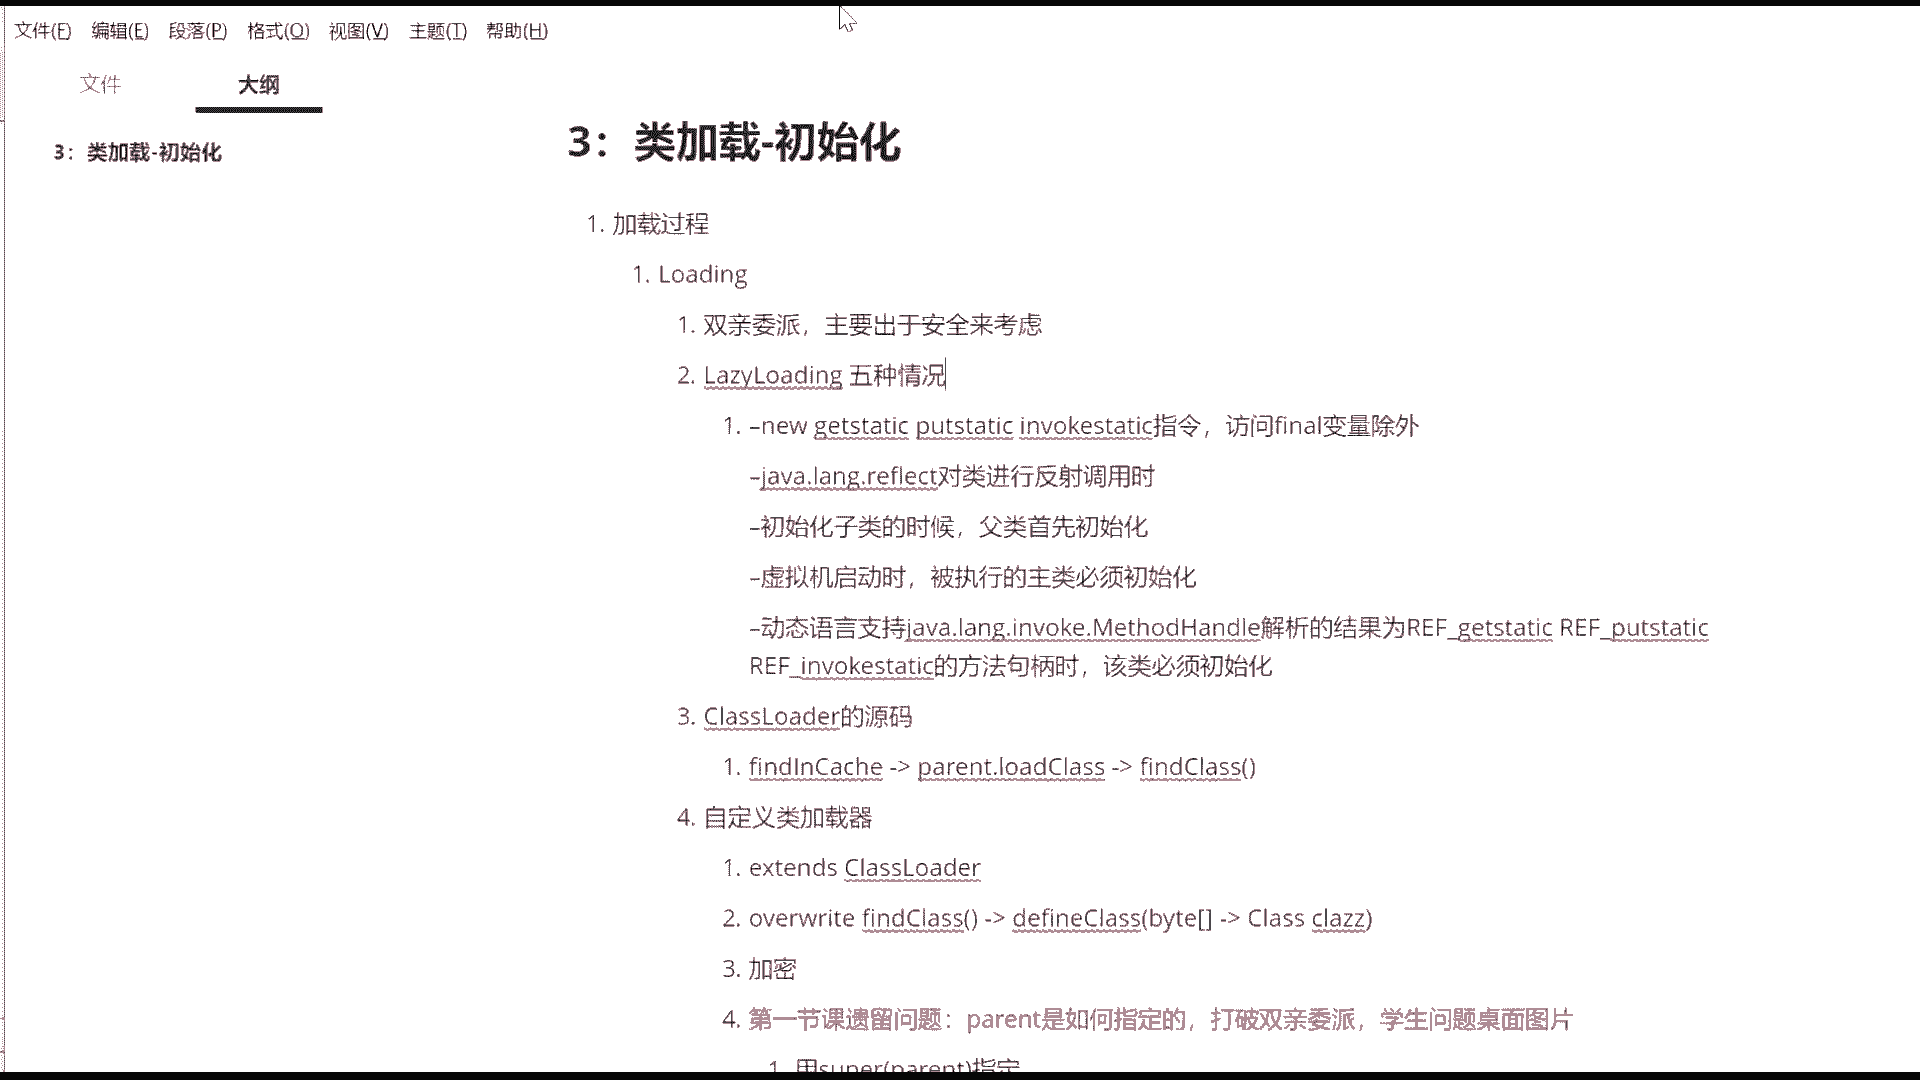 文件(F) 编辑(E) 段落(P) 格式(O) 视图(V) 主题(T) 帮助(H)
文件 大纲
3：类加载-初始化
3：类加载-初始化
1. 加载过程
1. Loading
1. 双亲委派，主要出于安全来考虑
2. LazyLoading 五种情况
1. –new getstatic putstatic invokestatic指令，访问final变量除外
–java.lang.reflect对类进行反射调用时
–初始化子类的时候，父类首先初始化
–虚拟机启动时，被执行的主类必须初始化
–动态语言支持java.lang.invoke.MethodHandle解析的结果为REF_getstatic REF_putstatic
REF_invokestatic的方法句柄时，该类必须初始化
3. ClassLoader的源码
1. findInCache -> parent.loadClass -> findClass()
4. 自定义类加载器
1. extends ClassLoader
2. overwrite findClass() -> defineClass(byte[] -> Class clazz)
3. 加密
4. 第一节课遗留问题：parent是如何指定的，打破双亲委派，学生问题桌面图片
1. 用super(parent)指定